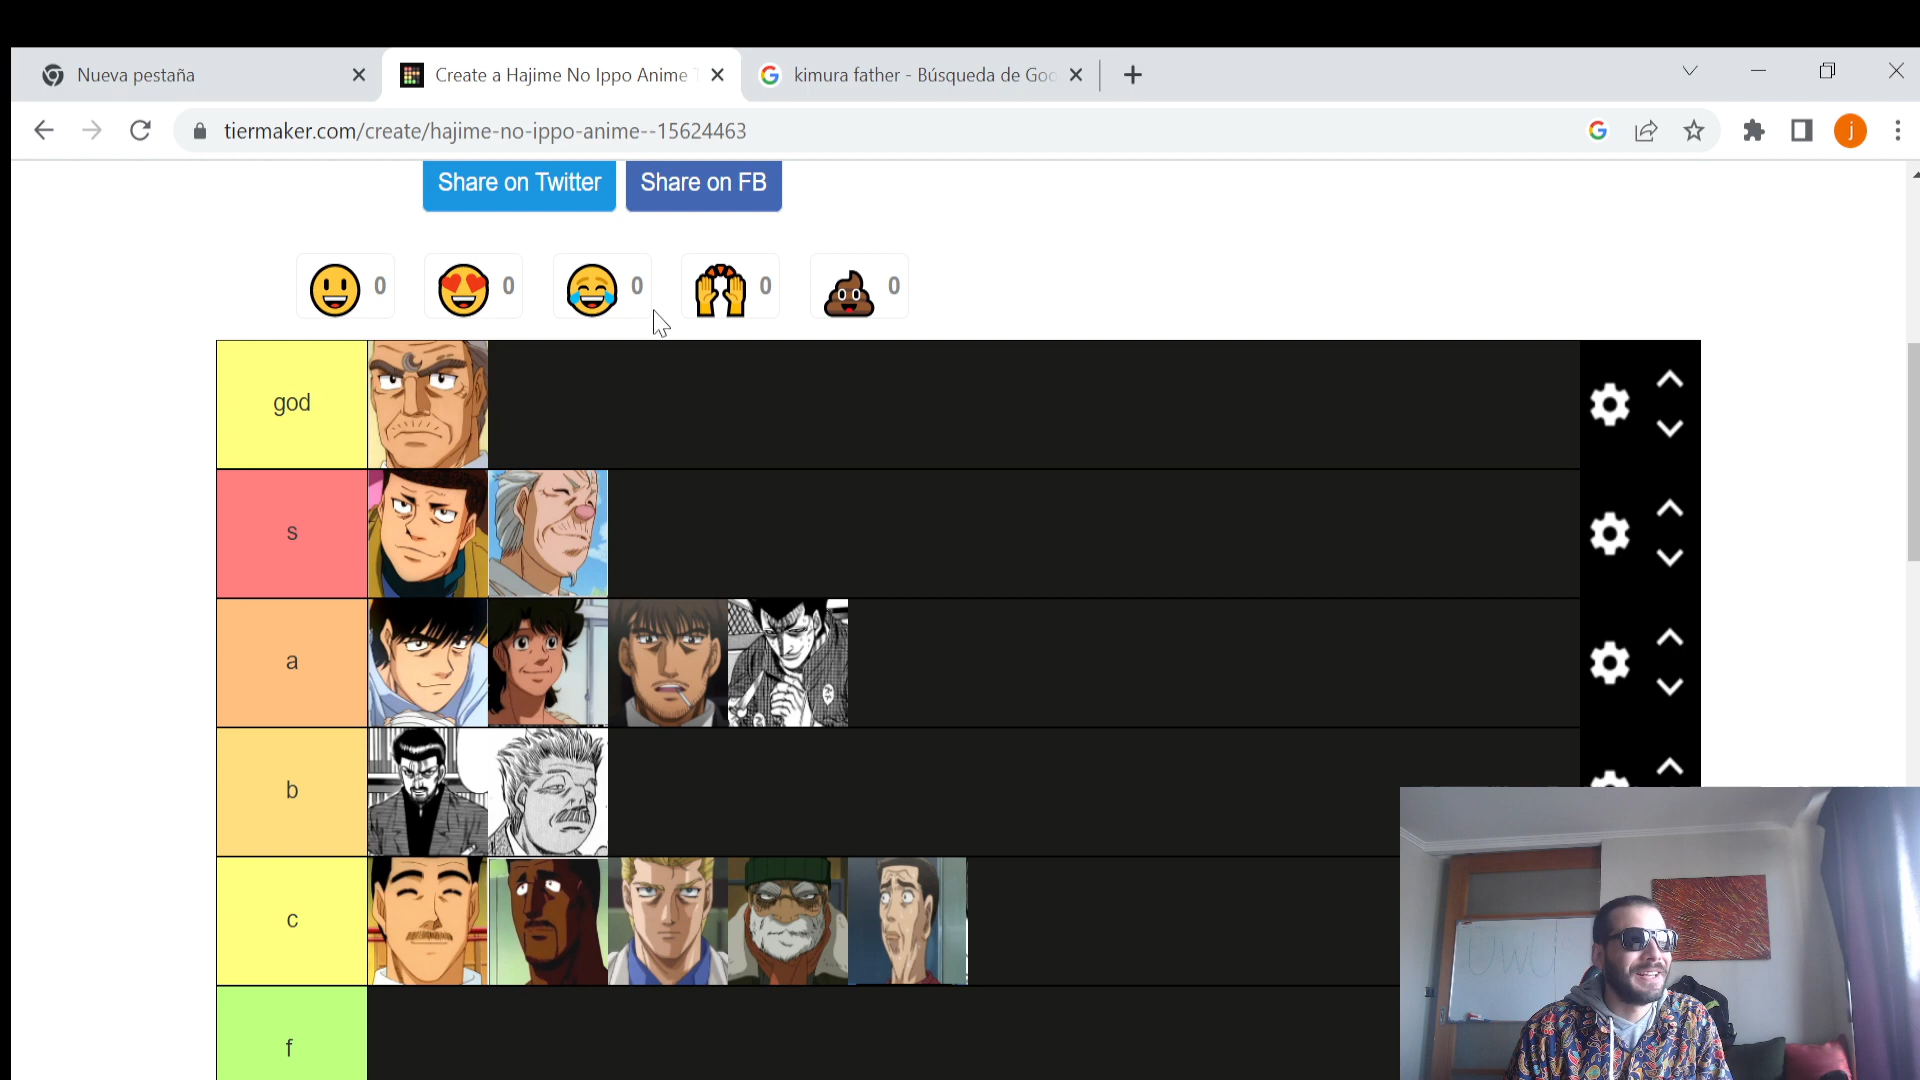 Nueva pestaña
Create a Hajime No Ippo Anime
kimura father - Búsqueda de Goo
tiermaker.com/create/hajime-no-ippo-anime--15624463
j
Share on Twitter
Share on FB
0
0
0
0
0
god
s
a
b
c
UWU
f